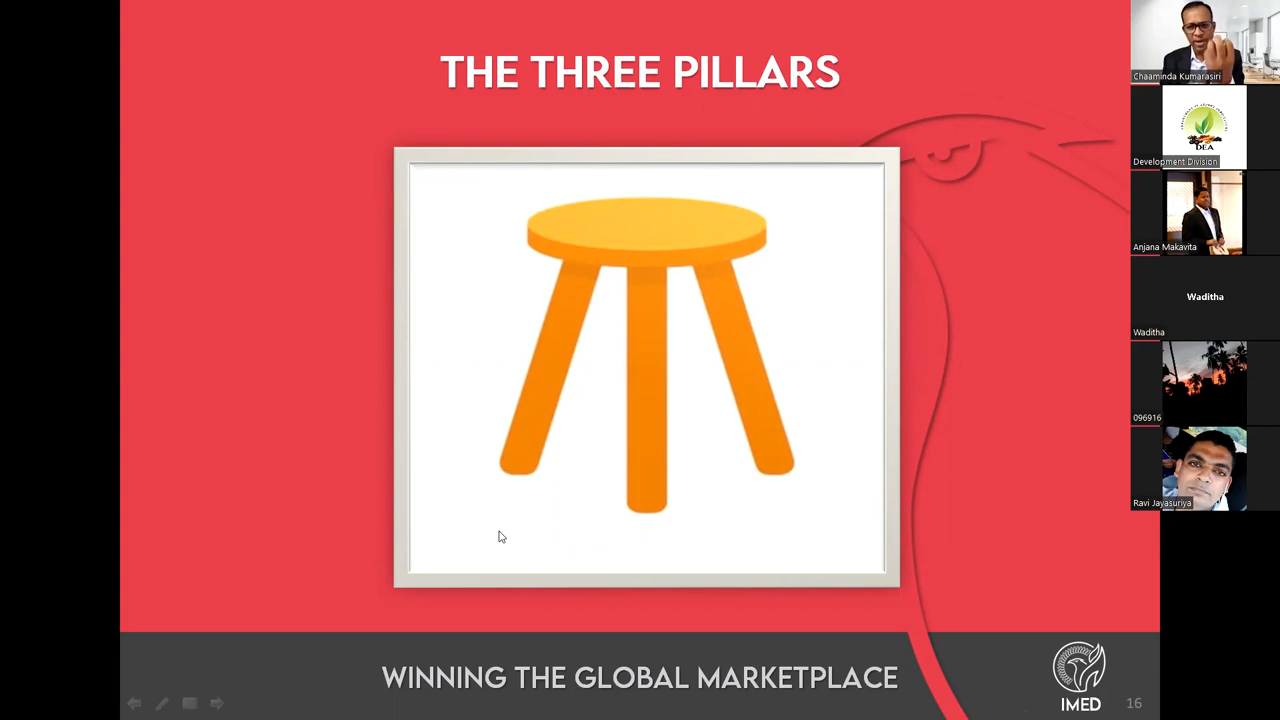 THE THREE PILLARS
WINNING THE GLOBAL MARKETPLACE
IMED
16
Chaaminda Kumarasiri
DEA
Development Division
Anjana Makavita
Waditha
Waditha
096916
Ravi Jayasuriya